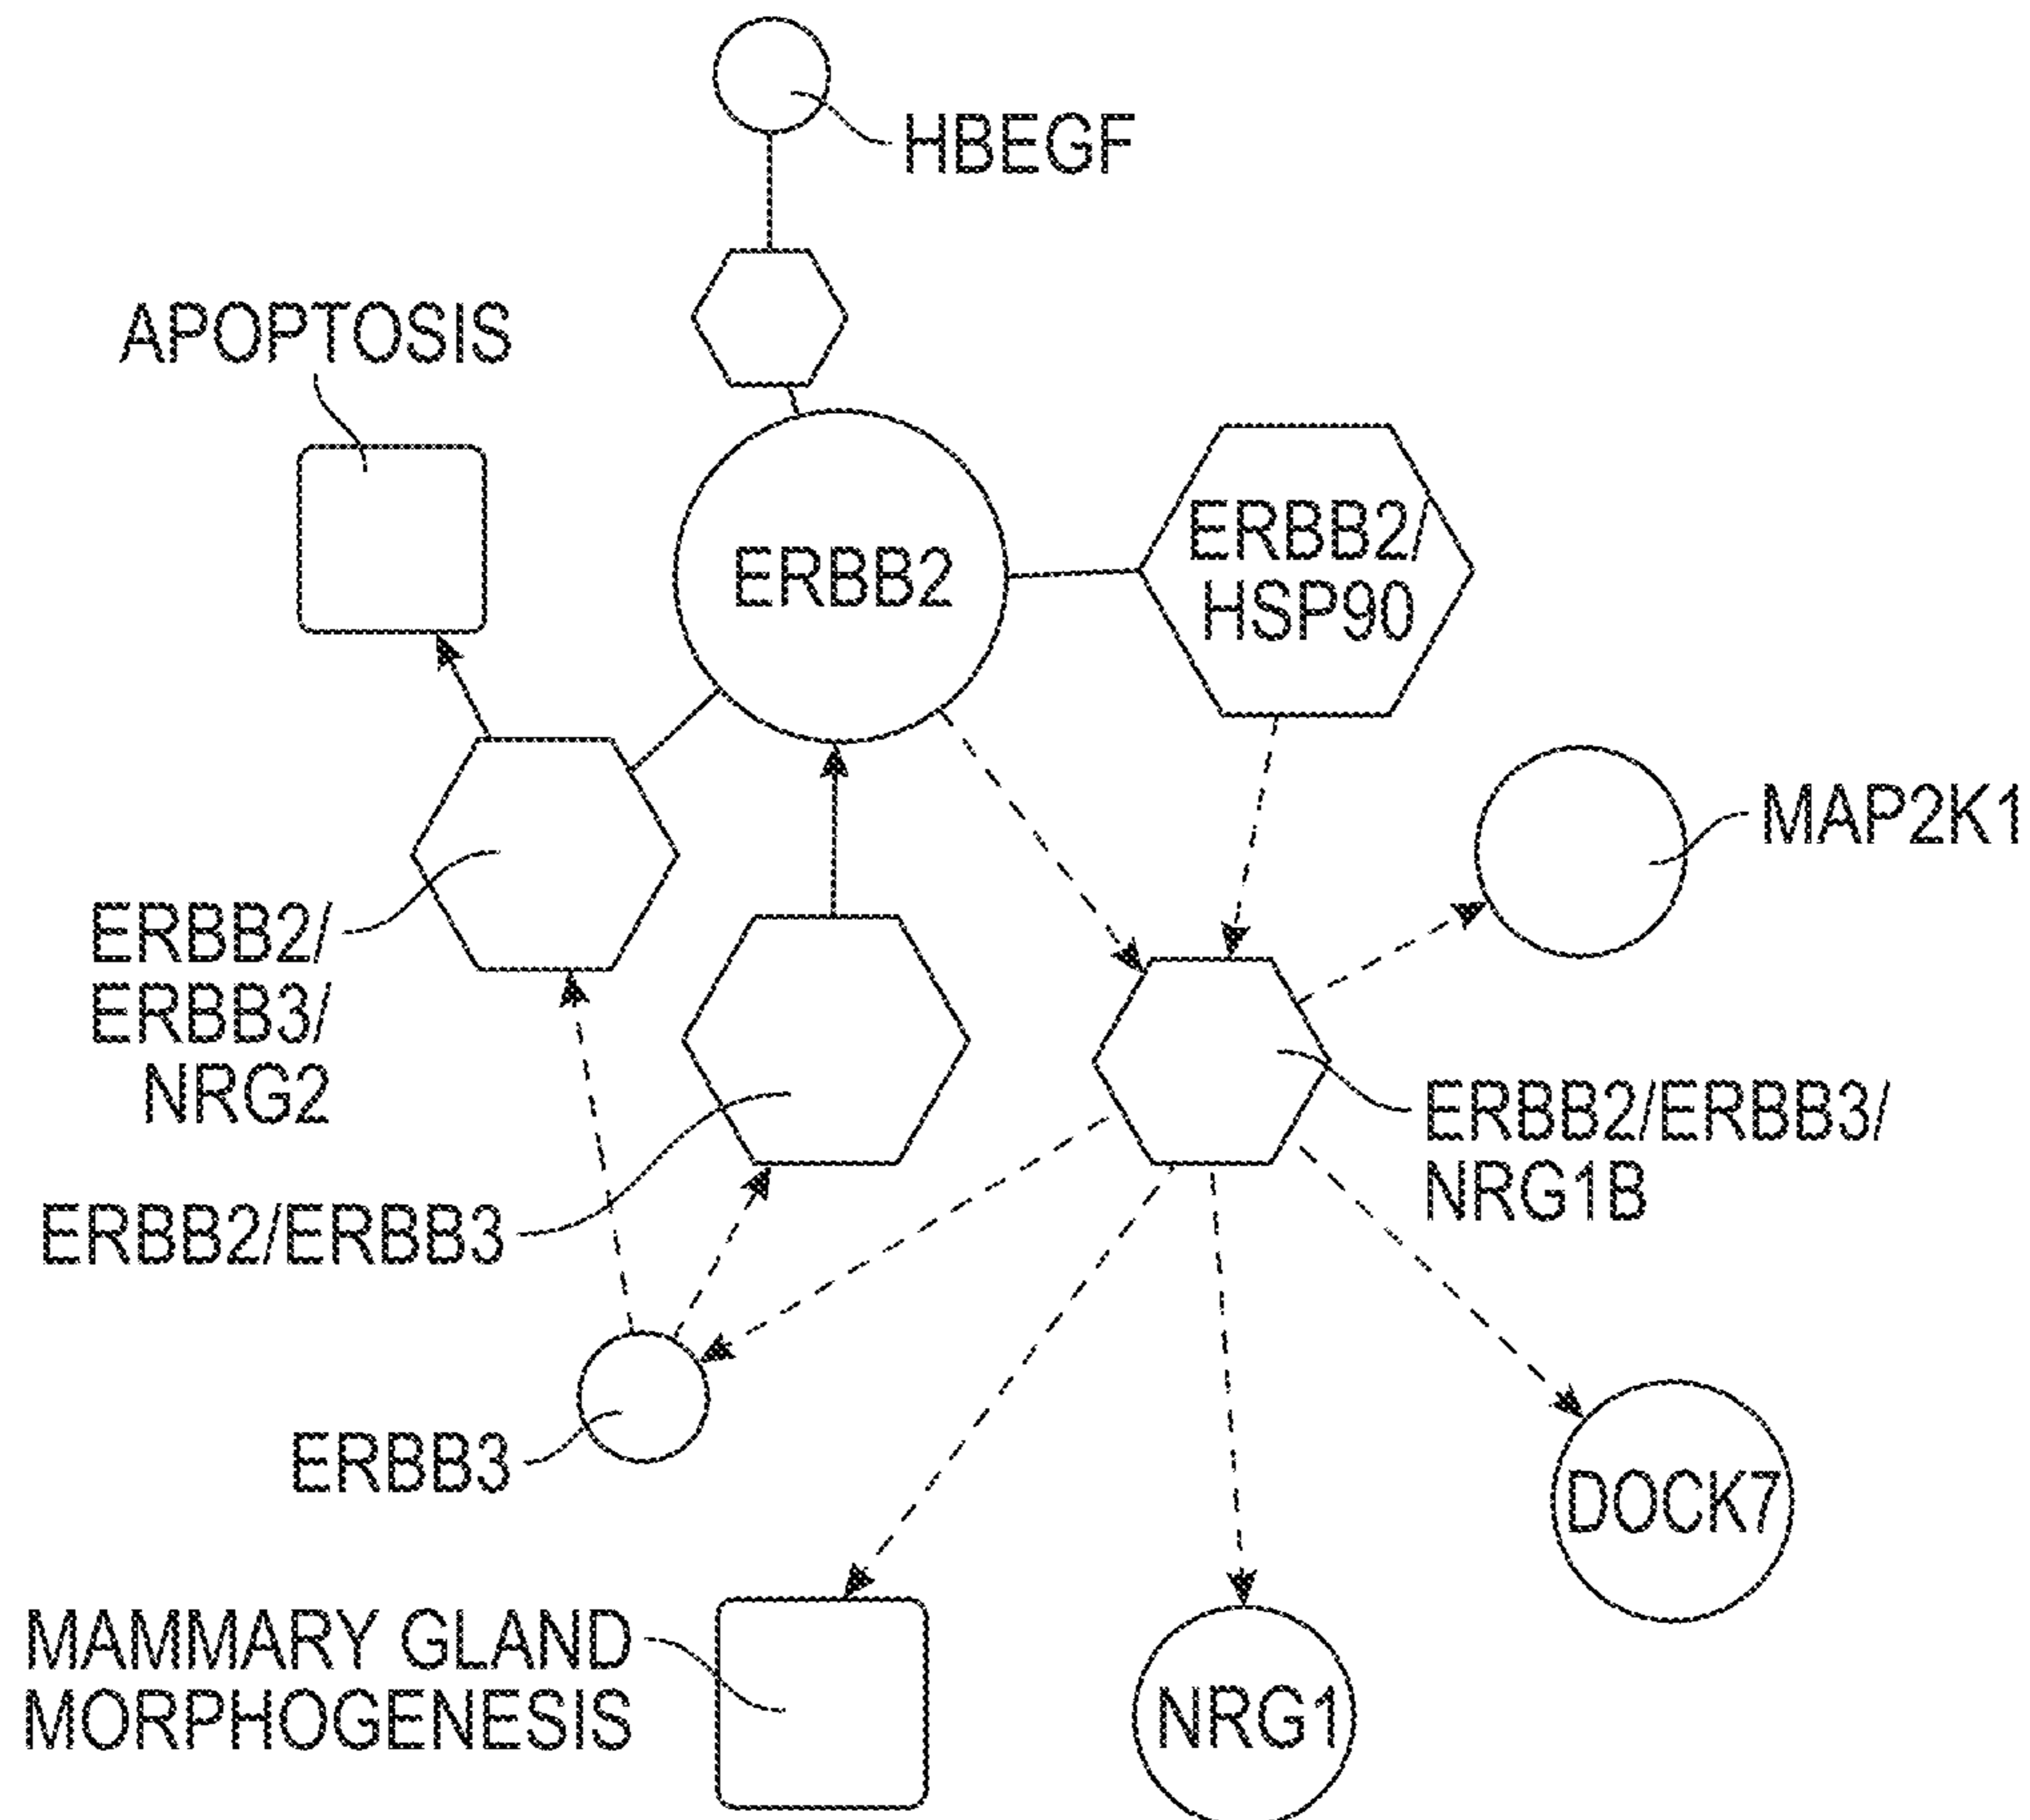 HBEGF
APOPTOSIS
ERBB2
ERBB2/
HSP90
MAP2K1
ERBB2/
ERBB3/
NRG2
ERBB2/ERBB3/
NRG1B
ERBB2/ERBB3
ERBB3
DOCK7
MAMMARY GLAND
MORPHOGENESIS
NRG1